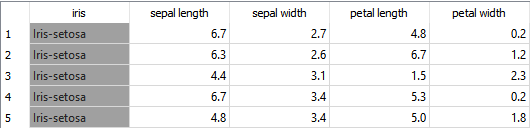 iris sepal length sepal width petal length petal width
1 Iris-setosa 6.7 2.7 4.8 0.2
2 Iris-setosa 6.3 2.6 6.7 1.2
3 Iris-setosa 4.4 3.1 1.5 2.3
4 Iris-setosa 6.7 3.4 5.3 0.2
5 Iris-setosa 4.8 3.4 5.0 1.8